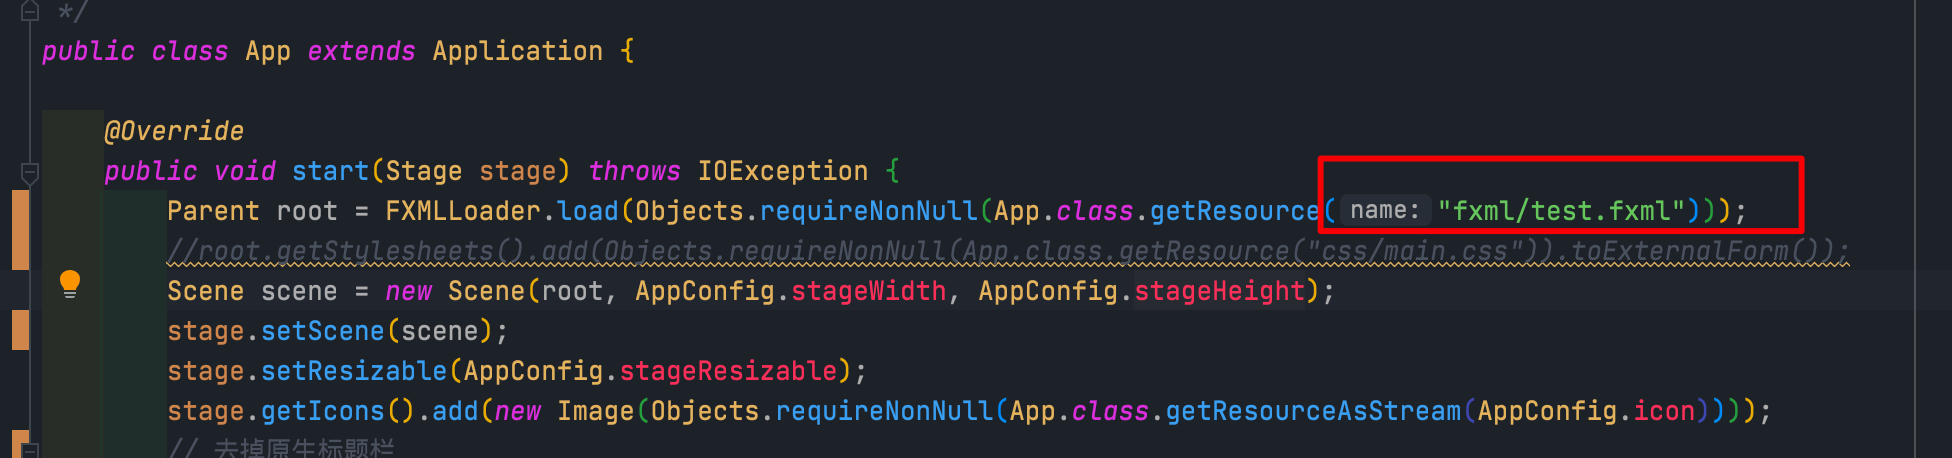 */
public class App extends Application {
@Override
public void start(Stage stage) throws IOException {
Parent root = FXMLLoader.load(Objects.requireNonNull(App.class.getResource( name: "fxml/test.fxml")));
//root.getStylesheets().add(Objects.requireNonNull(App.class.getResource("css/main.css")).toExternalForm());
Scene scene = new Scene(root, AppConfig.stageWidth, AppConfig.stageHeight);
stage.setScene(scene);
stage.setResizable(AppConfig.stageResizable);
stage.getIcons().add(new Image(Objects.requireNonNull(App.class.getResourceAsStream(AppConfig.icon))));
// 去掉原生标题栏